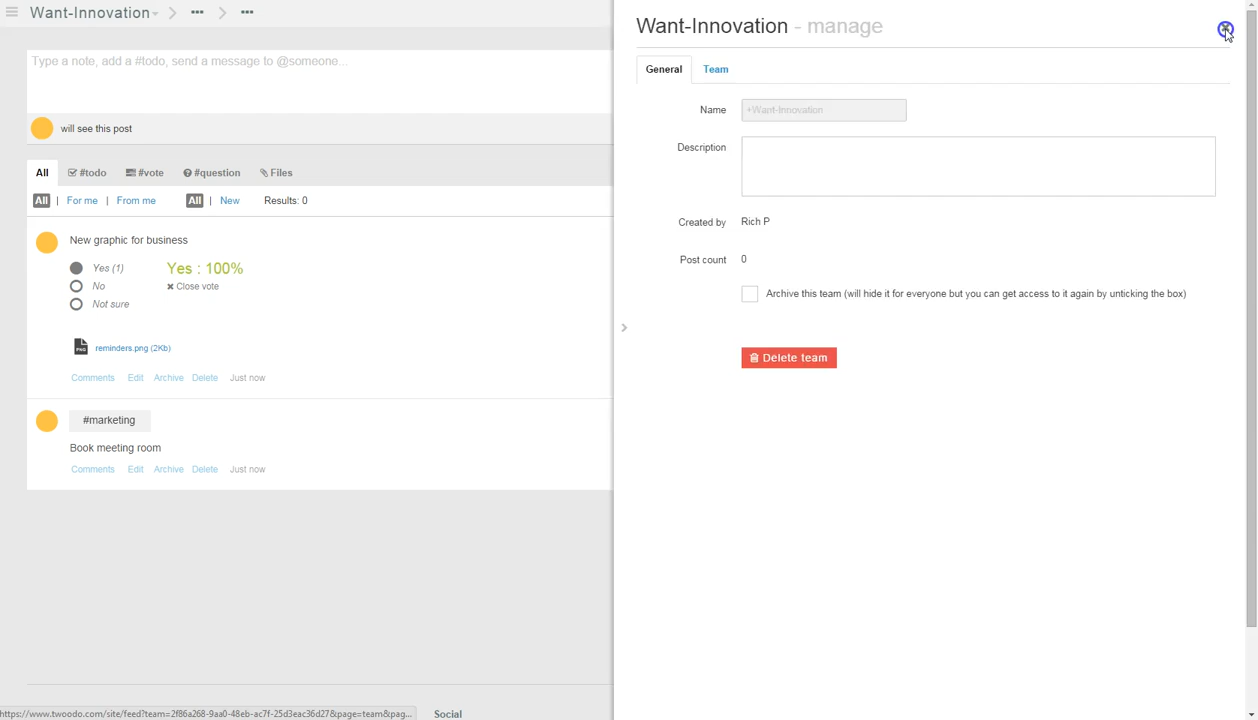 Want-Innovation
Type a note, add a #todo, send a message to @someone...
will see this post
All #todo #vote #question Files
All | For me | From me All | New Results: 0
New graphic for business
Yes (1) Yes : 100%
No Close vote
Not sure
PNG reminders.png (2Kb)
Comments Edit Archive Delete Just now
#marketing
Book meeting room
Comments Edit Archive Delete Just now
https://www.twoodo.com/site/feed?team=2f86a268-9aa0-48eb-ac7f-25d3eac36d27&page=team&pag...
Social
Want-Innovation - manage
General Team
Name +Want-Innovation
Description
Created by Rich P
Post count 0
Archive this team (will hide it for everyone but you can get access to it again by unticking the box)
Delete team